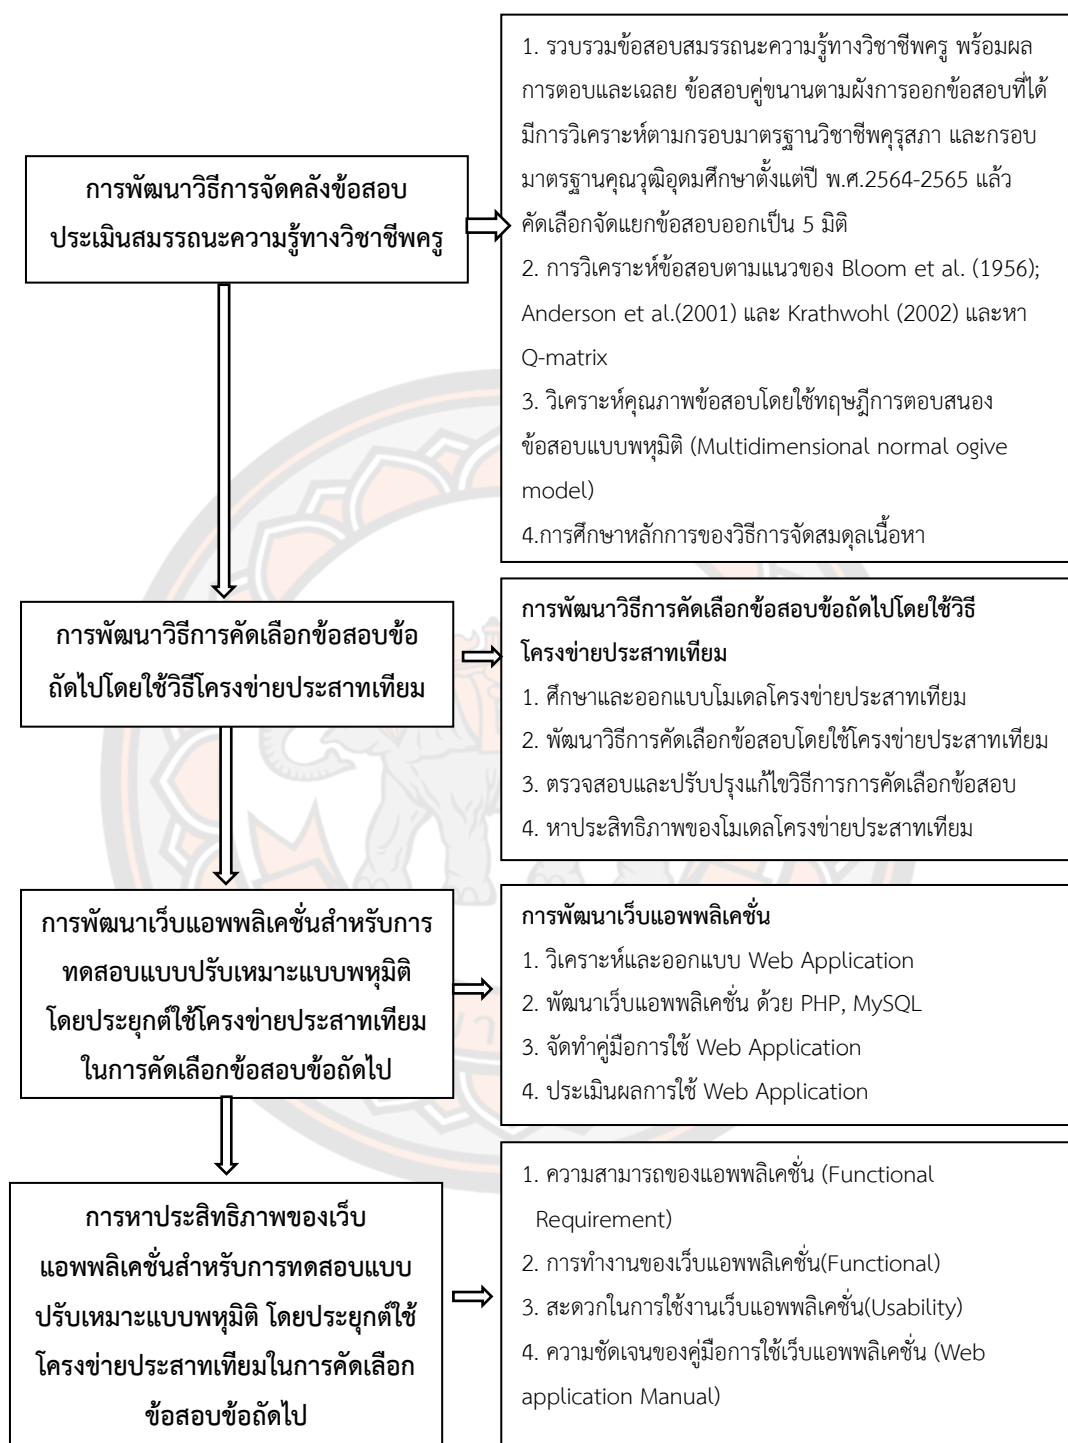 การพัฒนาวิธีการจัดคลังข้อสอบ
ประเมินสมรรถนะความรู้ทางวิชาชีพครู
1. รวบรวมข้อสอบสมรรถนะความรู้ทางวิชาชีพครู พร้อมผล
การตอบและเฉลย ข้อสอบคู่ขนานตามผังการออกข้อสอบที่ได้
มีการวิเคราะห์ตามกรอบมาตรฐานวิชาชีพคุรุสภา และกรอบ
มาตรฐานคุณวุฒิอุดมศึกษาตั้งแต่ปี พ.ศ.2564-2565 แล้ว
คัดเลือกจัดแยกข้อสอบออกเป็น 5 มิติ
2. การวิเคราะห์ข้อสอบตามแนวของ Bloom et al. (1956);
Anderson et al.(2001) และ Krathwohl (2002) และหา
Q-matrix
3. วิเคราะห์คุณภาพข้อสอบโดยใช้ทฤษฎีการตอบสนอง
ข้อสอบแบบพหุมิติ (Multidimensional normal ogive
model)
4.การศึกษาหลักการของวิธีการจัดสมดุลเนื้อหา
การพัฒนาวิธีการคัดเลือกข้อสอบข้อ
ถัดไปโดยใช้วิธีโครงข่ายประสาทเทียม
การพัฒนาวิธีการคัดเลือกข้อสอบข้อถัดไปโดยใช้วิธี
โครงข่ายประสาทเทียม
1. ศึกษาและออกแบบโมเดลโครงข่ายประสาทเทียม
2. พัฒนาวิธีการคัดเลือกข้อสอบโดยใช้โครงข่ายประสาทเทียม
3. ตรวจสอบและปรับปรุงแก้ไขวิธีการการคัดเลือกข้อสอบ
4. หาประสิทธิภาพของโมเดลโครงข่ายประสาทเทียม
การพัฒนาเว็บแอพพลิเคชั่นสำหรับการ
ทดสอบแบบปรับเหมาะแบบพหุมิติ
โดยประยุกต์ใช้โครงข่ายประสาทเทียม
ในการคัดเลือกข้อสอบข้อถัดไป
การพัฒนาเว็บแอพพลิเคชั่น
1. วิเคราะห์และออกแบบ Web Application
2. พัฒนาเว็บแอพพลิเคชั่น ด้วย PHP, MySQL
3. จัดทำคู่มือการใช้ Web Application
4. ประเมินผลการใช้ Web Application
การหาประสิทธิภาพของเว็บ
แอพพลิเคชั่นสำหรับการทดสอบแบบ
ปรับเหมาะแบบพหุมิติ โดยประยุกต์ใช้
โครงข่ายประสาทเทียมในการคัดเลือก
ข้อสอบข้อถัดไป
1. ความสามารถของแอพพลิเคชั่น (Functional
Requirement)
2. การทำงานของเว็บแอพพลิเคชั่น(Functional)
3. สะดวกในการใช้งานเว็บแอพพลิเคชั่น(Usability)
4. ความชัดเจนของคู่มือการใช้เว็บแอพพลิเคชั่น (Web
application Manual)